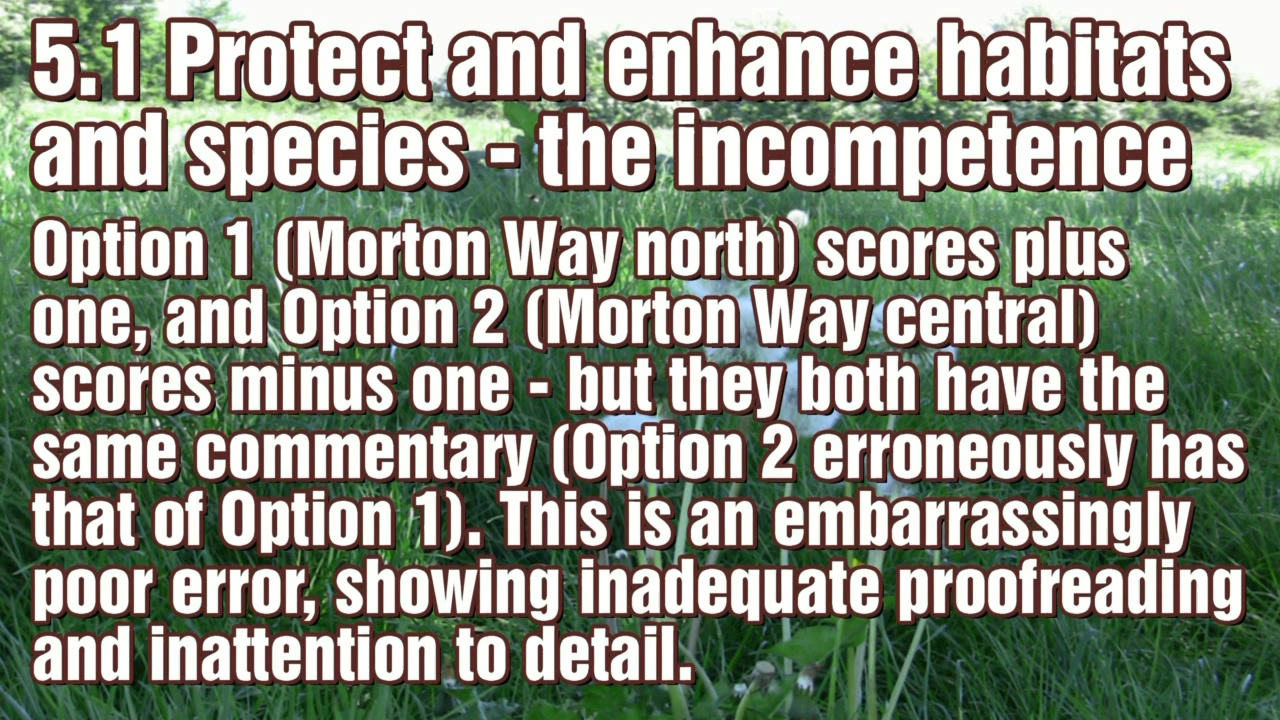 5.1 Protect and enhance habitats
and species - the incompetence
Option 1 (Morton Way north) scores plus
one, and Option 2 (Morton Way central)
scores minus one - but they both have the
same commentary (Option 2 erroneously has
that of Option 1). This is an embarrassingly
poor error, showing inadequate proofreading
and inattention to detail.